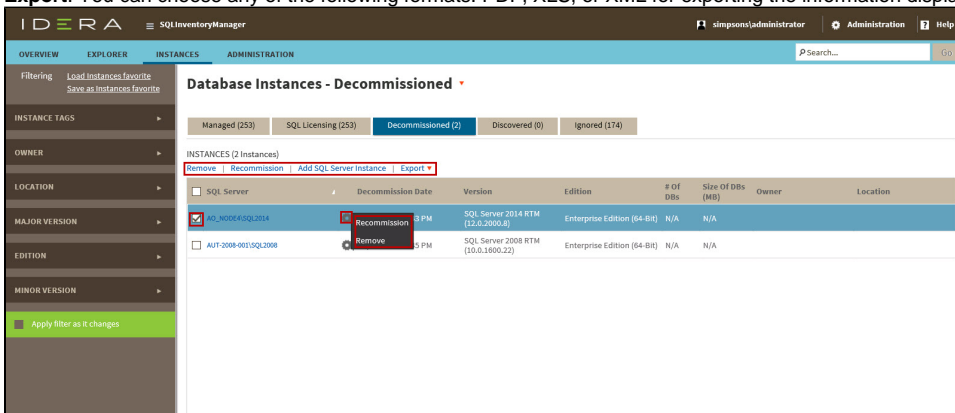 Export: You can choose any of the following formats: PDF, XLS, or XML for exporting the information
IDERA SQLInventoryManager simpsons\administrator Administration ? Help
OVERVIEW EXPLORER INSTANCES ADMINISTRATION Search... Go
Filtering Load Instances favorite
Save as Instances favorite
Database Instances - Decommissioned
INSTANCE TAGS
Managed (253) SQL Licensing (253) Decommissioned (2) Discovered (0) Ignored (174)
OWNER
INSTANCES (2 Instances)
Remove | Recommission | Add SQL Server Instance | Export
LOCATION
SQL Server Decommission Date Version Edition # Of DBs Size Of DBs (MB) Owner Location
MAJOR VERSION
AO_NODE4\SQL2014 3 PM SQL Server 2014 RTM (12.0.2000.8) Enterprise Edition (64-Bit) N/A N/A
Recommission
Remove
AUT-2008-001\SQL2008 5 PM SQL Server 2008 RTM (10.0.1600.22) Enterprise Edition (64-Bit) N/A N/A
EDITION
MINOR VERSION
Apply filter as it changes